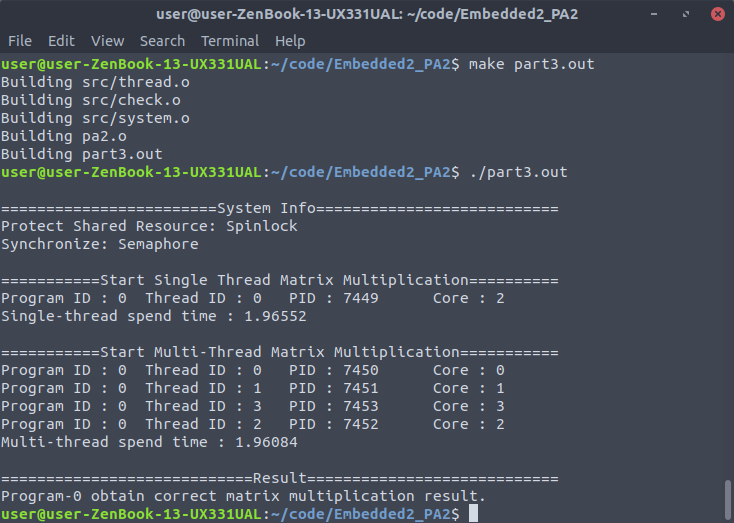 user@user-ZenBook-13-UX331UAL: ~/code/Embedded2_PA2
File Edit View Search Terminal Help
user@user-ZenBook-13-UX331UAL:~/code/Embedded2_PA2$ make part3.out
Building src/thread.o
Building src/check.o
Building src/system.o
Building pa2.o
Building part3.out
user@user-ZenBook-13-UX331UAL:~/code/Embedded2_PA2$ ./part3.out
========================System Info===========================
Protect Shared Resource: Spinlock
Synchronize: Semaphore
===========Start Single Thread Matrix Multiplication==========
Program ID : 0  Thread ID : 0   PID : 7449      Core : 2
Single-thread spend time : 1.96552
===========Start Multi-Thread Matrix Multiplication===========
Program ID : 0  Thread ID : 0   PID : 7450      Core : 0
Program ID : 0  Thread ID : 1   PID : 7451      Core : 1
Program ID : 0  Thread ID : 3   PID : 7453      Core : 3
Program ID : 0  Thread ID : 2   PID : 7452      Core : 2
Multi-thread spend time : 1.96084
============================Result============================
Program-0 obtain correct matrix multiplication result.
user@user-ZenBook-13-UX331UAL:~/code/Embedded2_PA2$